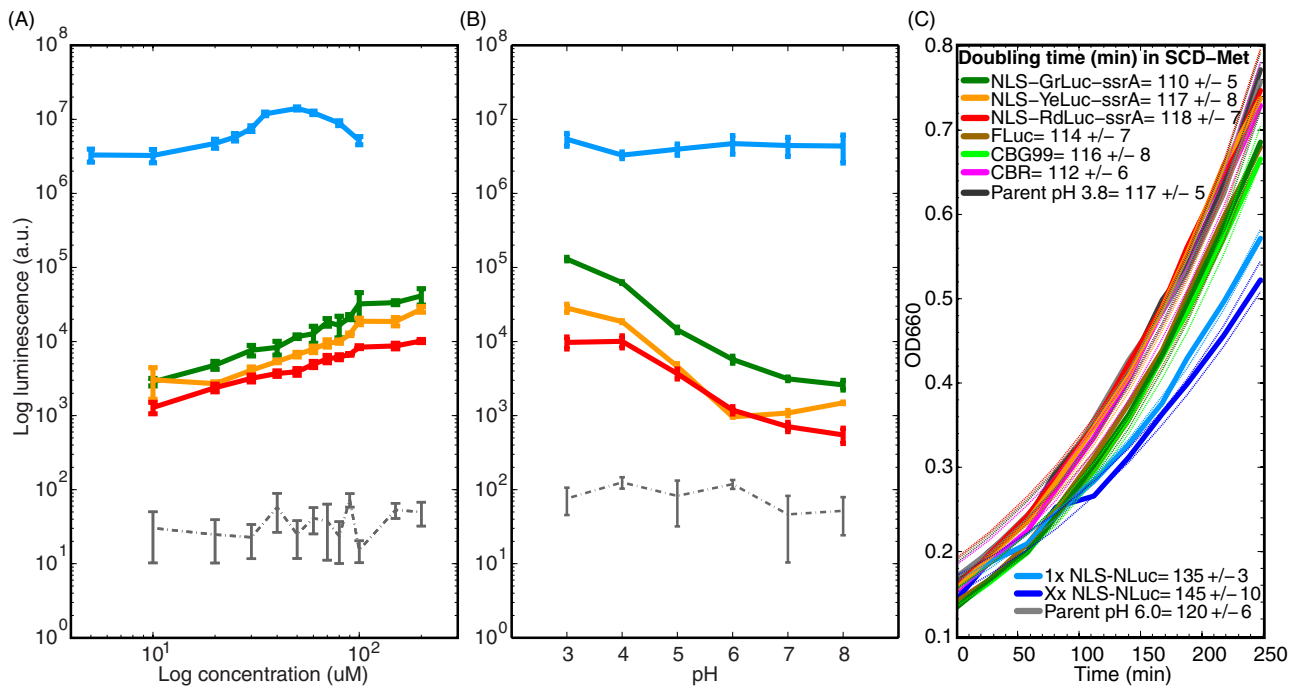 (A)
Log luminescence (a.u.)
10^8
10^7
10^6
10^5
10^4
10^3
10^2
10^1
10^0
10^1
10^2
Log concentration (uM)
(B)
10^8
10^7
10^6
10^5
10^4
10^3
10^2
10^1
10^0
3 4 5 6 7 8
pH
(C)
OD660
0.8
0.7
0.6
0.5
0.4
0.3
0.2
0.1
Doubling time (min) in SCD-Met
NLS-GrLuc-ssrA= 110 +/- 5
NLS-YeLuc-ssrA= 117 +/- 8
NLS-RdLuc-ssrA= 118 +/- 7
FLuc= 114 +/- 7
CBG99= 116 +/- 8
CBR= 112 +/- 6
Parent pH 3.8= 117 +/- 5
1x NLS-NLuc= 135 +/- 3
Xx NLS-NLuc= 145 +/- 10
Parent pH 6.0= 120 +/- 6
0 50 100 150 200 250
Time (min)